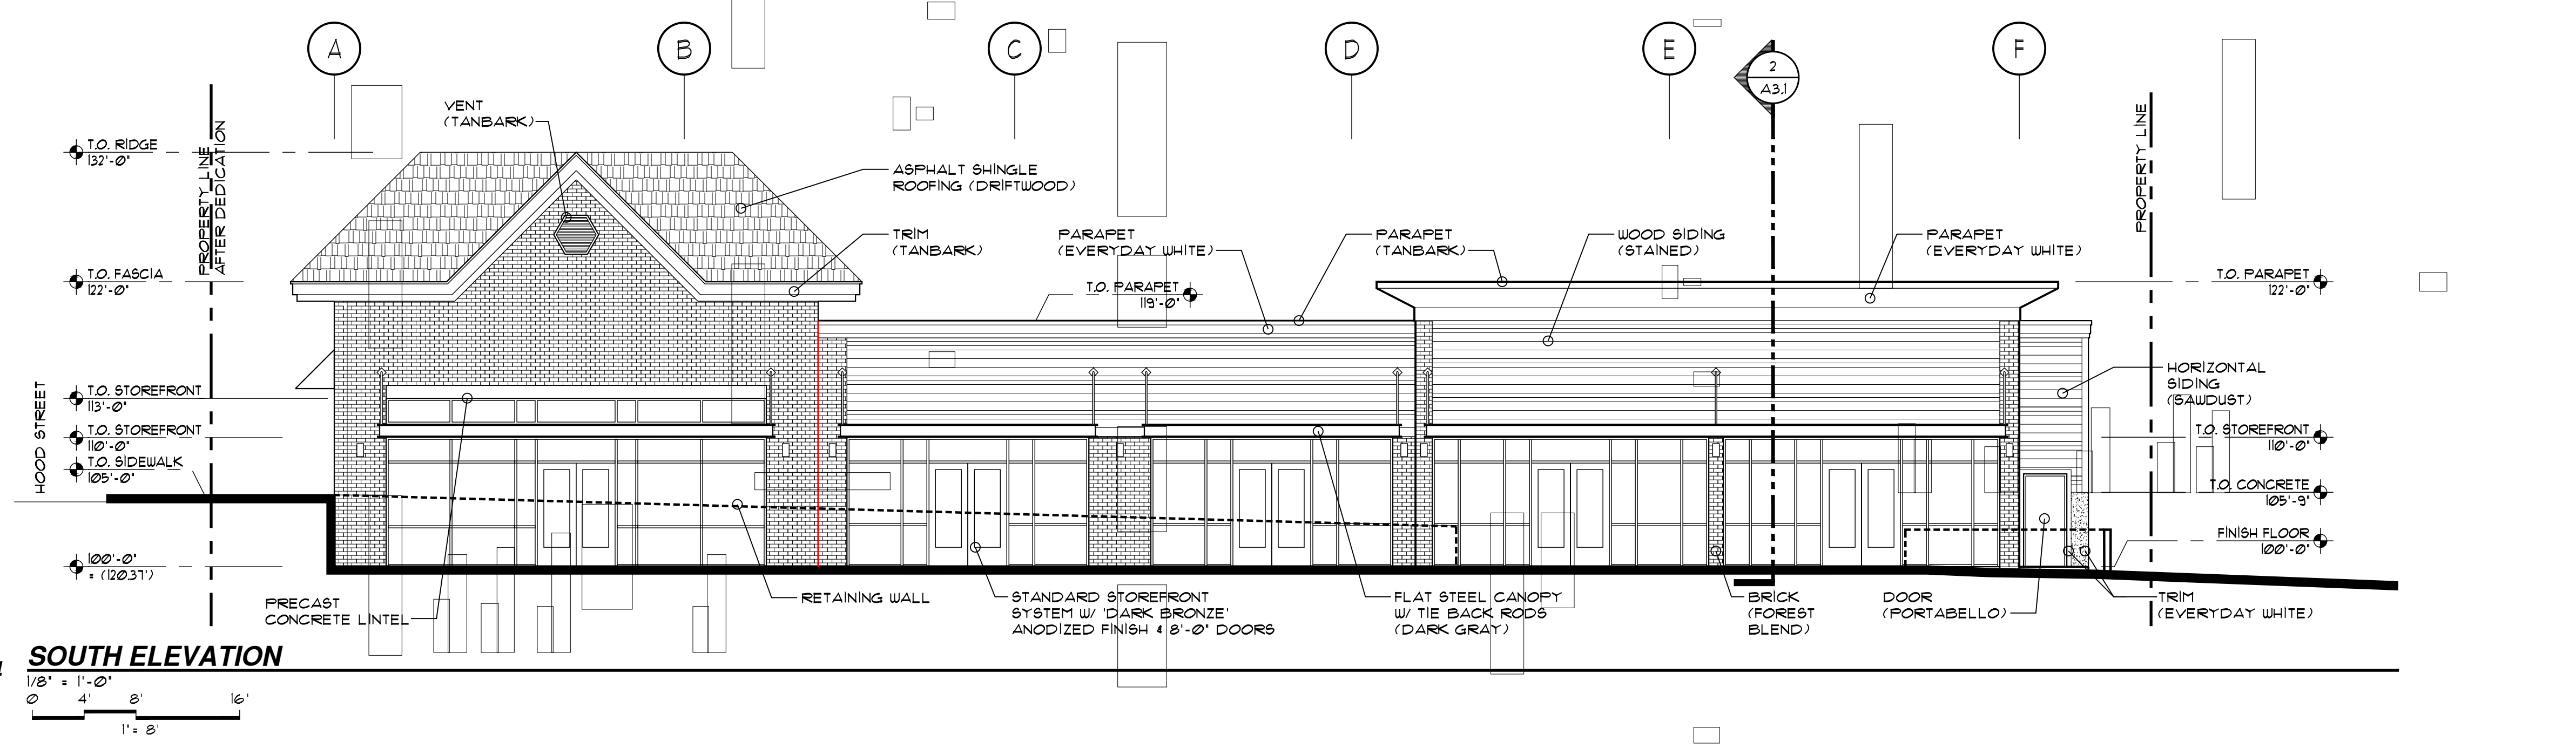 A
B
C
D
E
F
2
A3.1
VENT
(TANBARK)
T.O. RIDGE
132'-0"
PROPERTY LINE
AFTER DEDICATION
ASPHALT SHINGLE
ROOFING (DRIFTWOOD)
TRIM
(TANBARK)
PARAPET
(EVERYDAY WHITE)
PARAPET
(TANBARK)
WOOD SIDING
(STAINED)
PARAPET
(EVERYDAY WHITE)
PROPERTY LINE
T.O. FASCIA
122'-0"
T.O. PARAPET
119'-0"
T.O. PARAPET
122'-0"
HORIZONTAL
SIDING
(SAWDUST)
HOOD STREET
T.O. STOREFRONT
113'-0"
T.O. STOREFRONT
110'-0"
T.O. SIDEWALK
105'-0"
T.O. STOREFRONT
110'-0"
T.O. CONCRETE
105'-9"
FINISH FLOOR
100'-0"
100'-0"
= (120.37')
PRECAST
CONCRETE LINTEL
RETAINING WALL
STANDARD STOREFRONT
SYSTEM W/ 'DARK BRONZE'
ANODIZED FINISH & 8'-0" DOORS
FLAT STEEL CANOPY
W/ TIE BACK RODS
(DARK GRAY)
BRICK
(FOREST
BLEND)
DOOR
(PORTABELLO)
TRIM
(EVERYDAY WHITE)
SOUTH ELEVATION
1/8" = 1'-0"
0 4' 8' 16'
1" = 8'